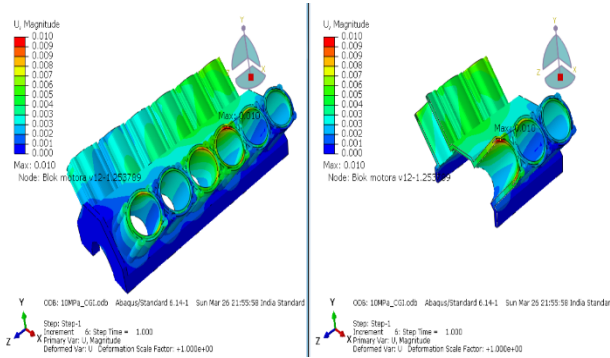 U, Magnitude
0.010
0.009
0.008
0.007
0.006
0.005
0.004
0.003
0.003
0.002
0.001
0.000
Max: 0.010
Node: Blok motora v12-1.253789
Y
X
Max: 0.010
ODB: 10MPa_CGI.odb Abaqus/Standard 6.14-1 Sun Mar 26 21:55:58 India Standard
Y
Z X
Step: Step-1
Increment 6: Step Time = 1.000
Primary Var: U, Magnitude
Deformed Var: U Deformation Scale Factor: +1.000e+00
U, Magnitude
0.010
0.009
0.008
0.007
0.006
0.005
0.004
0.003
0.003
0.002
0.001
0.000
Max: 0.010
Node: Blok motora v12-1.253789
Y
Z X
Max: 0.010
ODB: 10MPa_CGI.odb Abaqus/Standard 6.14-1 Sun Mar 26 21:55:58 India Standar
Y
Z X
Step: Step-1
Increment 6: Step Time = 1.000
Primary Var: U, Magnitude
Deformed Var: U Deformation Scale Factor: +1.000e+00